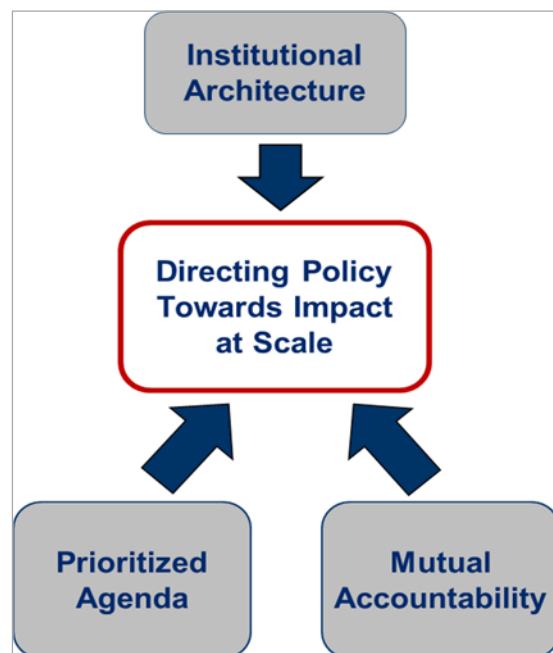 Institutional
Architecture
Directing Policy
Towards Impact
at Scale
Prioritized
Agenda
Mutual
Accountability